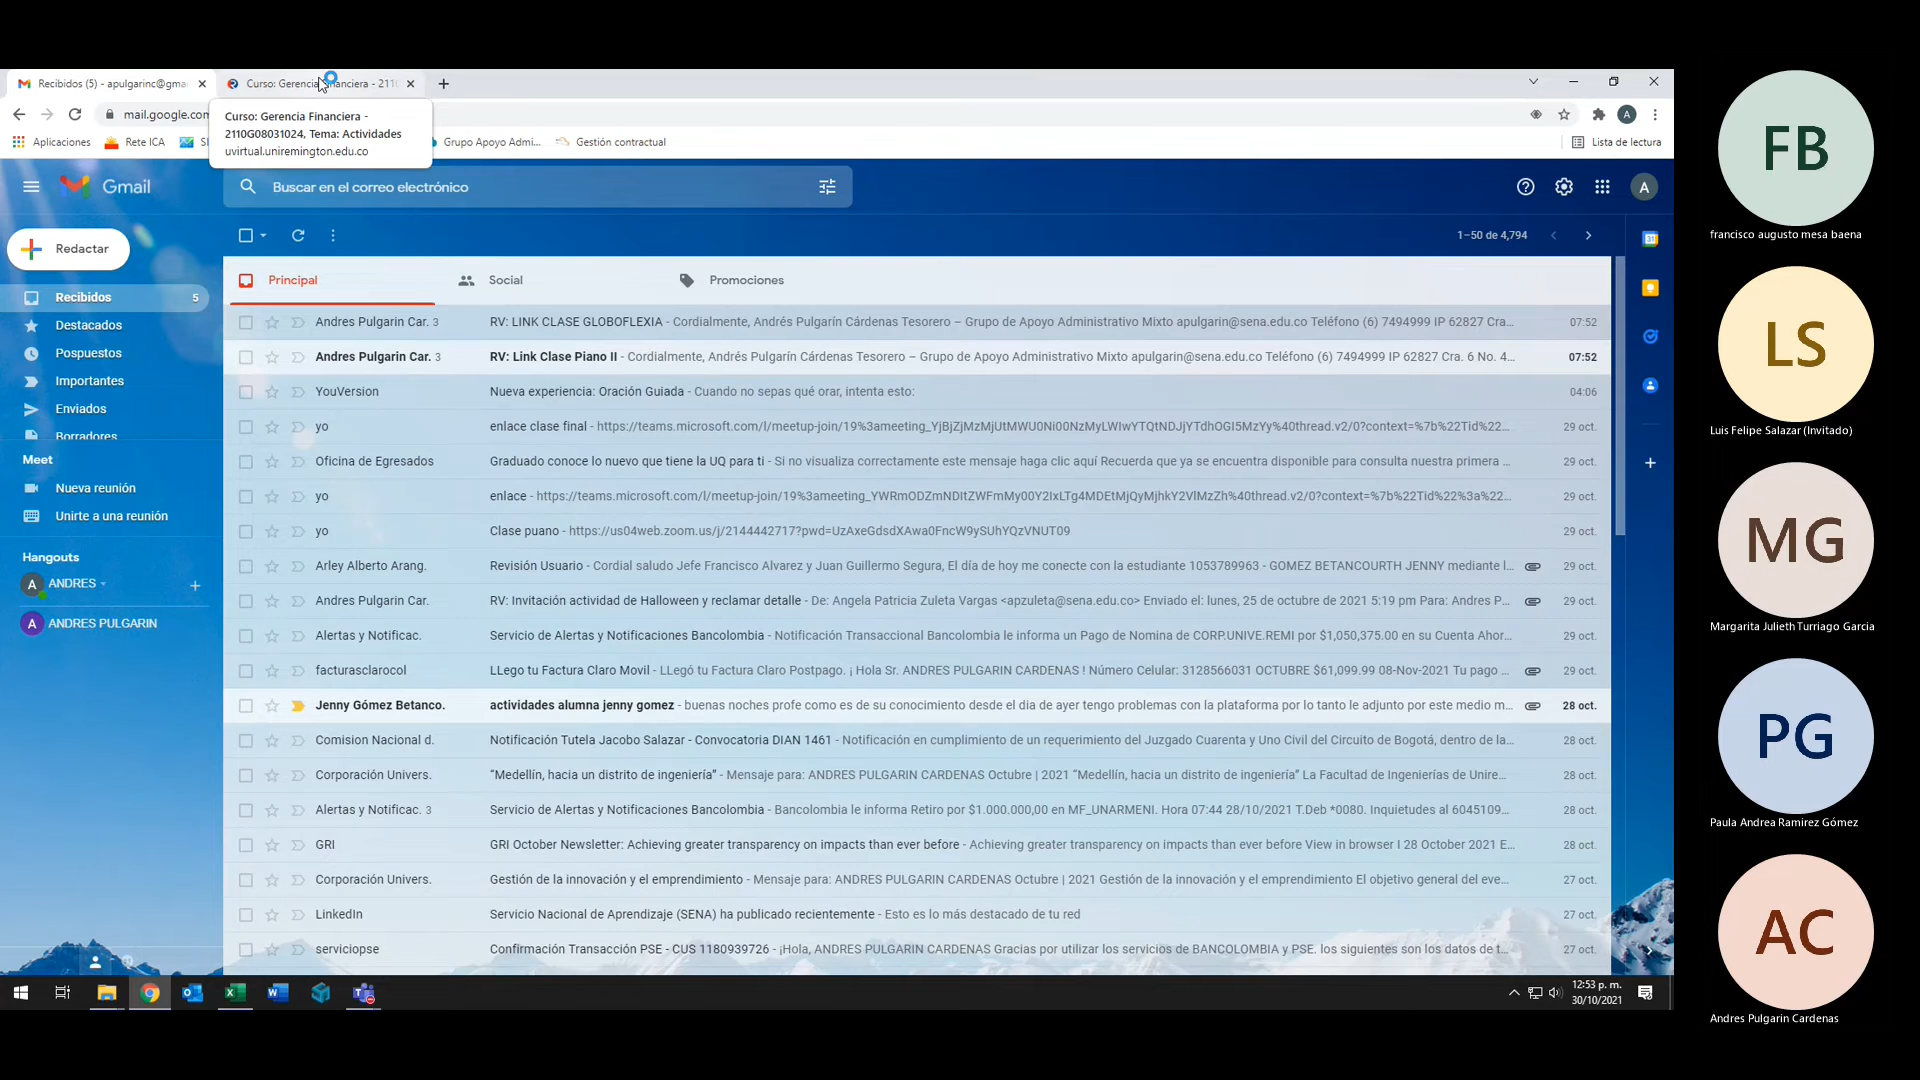 Recibidos (5) - apulgarinc@gma
Curso: Gerencia Financiera - 211
mail.google.com
Curso: Gerencia Financiera -
2110G08031024, Tema: Actividades
uvirtual.uniremington.edu.co
Aplicaciones
Rete ICA
Grupo Apoyo Admi...
Gestión contractual
Lista de lectura
Gmail
Buscar en el correo electrónico
Redactar
1–50 de 4,794
Recibidos 5
Destacados
Pospuestos
Importantes
Enviados
Borradores
Meet
Nueva reunión
Unirte a una reunión
Hangouts
A ANDRES
A ANDRES PULGARIN
Principal
Social
Promociones
Andres Pulgarin Car. 3 RV: LINK CLASE GLOBOFLEXIA - Cordialmente, Andrés Pulgarín Cárdenas Tesorero – Grupo de Apoyo Administrativo Mixto apulgarin@sena.edu.co Teléfono (6) 7494999 IP 62827 Cra... 07:52
Andres Pulgarin Car. 3 RV: Link Clase Piano II - Cordialmente, Andrés Pulgarín Cárdenas Tesorero – Grupo de Apoyo Administrativo Mixto apulgarin@sena.edu.co Teléfono (6) 7494999 IP 62827 Cra. 6 No. 4... 07:52
YouVersion Nueva experiencia: Oración Guiada - Cuando no sepas qué orar, intenta esto: 04:06
yo enlace clase final - https://teams.microsoft.com/l/meetup-join/19%3ameeting_YjBjZjMzMjUtMWU0Ni00NzMyLWIwYTQtNDJjYTdhOGI5MzYy%40thread.v2/0?context=%7b%22Tid%22... 29 oct.
Oficina de Egresados Graduado conoce lo nuevo que tiene la UQ para ti - Si no visualiza correctamente este mensaje haga clic aquí Recuerda que ya se encuentra disponible para consulta nuestra primera ... 29 oct.
yo enlace - https://teams.microsoft.com/l/meetup-join/19%3ameeting_YWRmODZmNDItZWFmMy00Y2IxLTg4MDEtMjQyMjhkY2VlMzZh%40thread.v2/0?context=%7b%22Tid%22%3a%22... 29 oct.
yo Clase puano - https://us04web.zoom.us/j/2144442717?pwd=UzAxeGdsdXAwa0FncW9ySUhYQzVNUT09 29 oct.
Arley Alberto Arang. Revisión Usuario - Cordial saludo Jefe Francisco Alvarez y Juan Guillermo Segura, El día de hoy me conecte con la estudiante 1053789963 - GOMEZ BETANCOURTH JENNY mediante l... 29 oct.
Andres Pulgarin Car. RV: Invitación actividad de Halloween y reclamar detalle - De: Angela Patricia Zuleta Vargas <apzuleta@sena.edu.co> Enviado el: lunes, 25 de octubre de 2021 5:19 pm Para: Andres P... 29 oct.
Alertas y Notificac. Servicio de Alertas y Notificaciones Bancolombia - Notificación Transaccional Bancolombia le informa un Pago de Nomina de CORP.UNIVE.REMI por $1,050,375.00 en su Cuenta Ahor... 29 oct.
facturasclarocol LLego tu Factura Claro Movil - LLegó tu Factura Claro Postpago. ¡ Hola Sr. ANDRES PULGARIN CARDENAS ! Número Celular: 3128566031 OCTUBRE $61,099.99 08-Nov-2021 Tu pago ... 29 oct.
Jenny Gómez Betanco. actividades alumna jenny gomez - buenas noches profe como es de su conocimiento desde el dia de ayer tengo problemas con la plataforma por lo tanto le adjunto por este medio m... 28 oct.
Comision Nacional d. Notificación Tutela Jacobo Salazar - Convocatoria DIAN 1461 - Notificación en cumplimiento de un requerimiento del Juzgado Cuarenta y Uno Civil del Circuito de Bogotá, dentro de la... 28 oct.
Corporación Univers. “Medellín, hacia un distrito de ingeniería” - Mensaje para: ANDRES PULGARIN CARDENAS Octubre | 2021 “Medellín, hacia un distrito de ingeniería” La Facultad de Ingenierías de Unire... 28 oct.
Alertas y Notificac. 3 Servicio de Alertas y Notificaciones Bancolombia - Bancolombia le informa Retiro por $1.000.000,00 en MF_UNARMENI. Hora 07:44 28/10/2021 T.Deb *0080. Inquietudes al 6045109... 28 oct.
GRI GRI October Newsletter: Achieving greater transparency on impacts than ever before - Achieving greater transparency on impacts than ever before View in browser I 28 October 2021 E... 28 oct.
Corporación Univers. Gestión de la innovación y el emprendimiento - Mensaje para: ANDRES PULGARIN CARDENAS Octubre | 2021 Gestión de la innovación y el emprendimiento El objetivo general del eve... 27 oct.
LinkedIn Servicio Nacional de Aprendizaje (SENA) ha publicado recientemente - Esto es lo más destacado de tu red 27 oct.
serviciopse Confirmación Transacción PSE - CUS 1180939726 - ¡Hola, ANDRES PULGARIN CARDENAS Gracias por utilizar los servicios de BANCOLOMBIA y PSE. los siguientes son los datos de t... 27 oct.
12:53 p. m.
30/10/2021
FB
francisco augusto mesa baena
LS
Luis Felipe Salazar (Invitado)
MG
Margarita Julieth Turriago Garcia
PG
Paula Andrea Ramirez Gómez
AC
Andres Pulgarin Cardenas